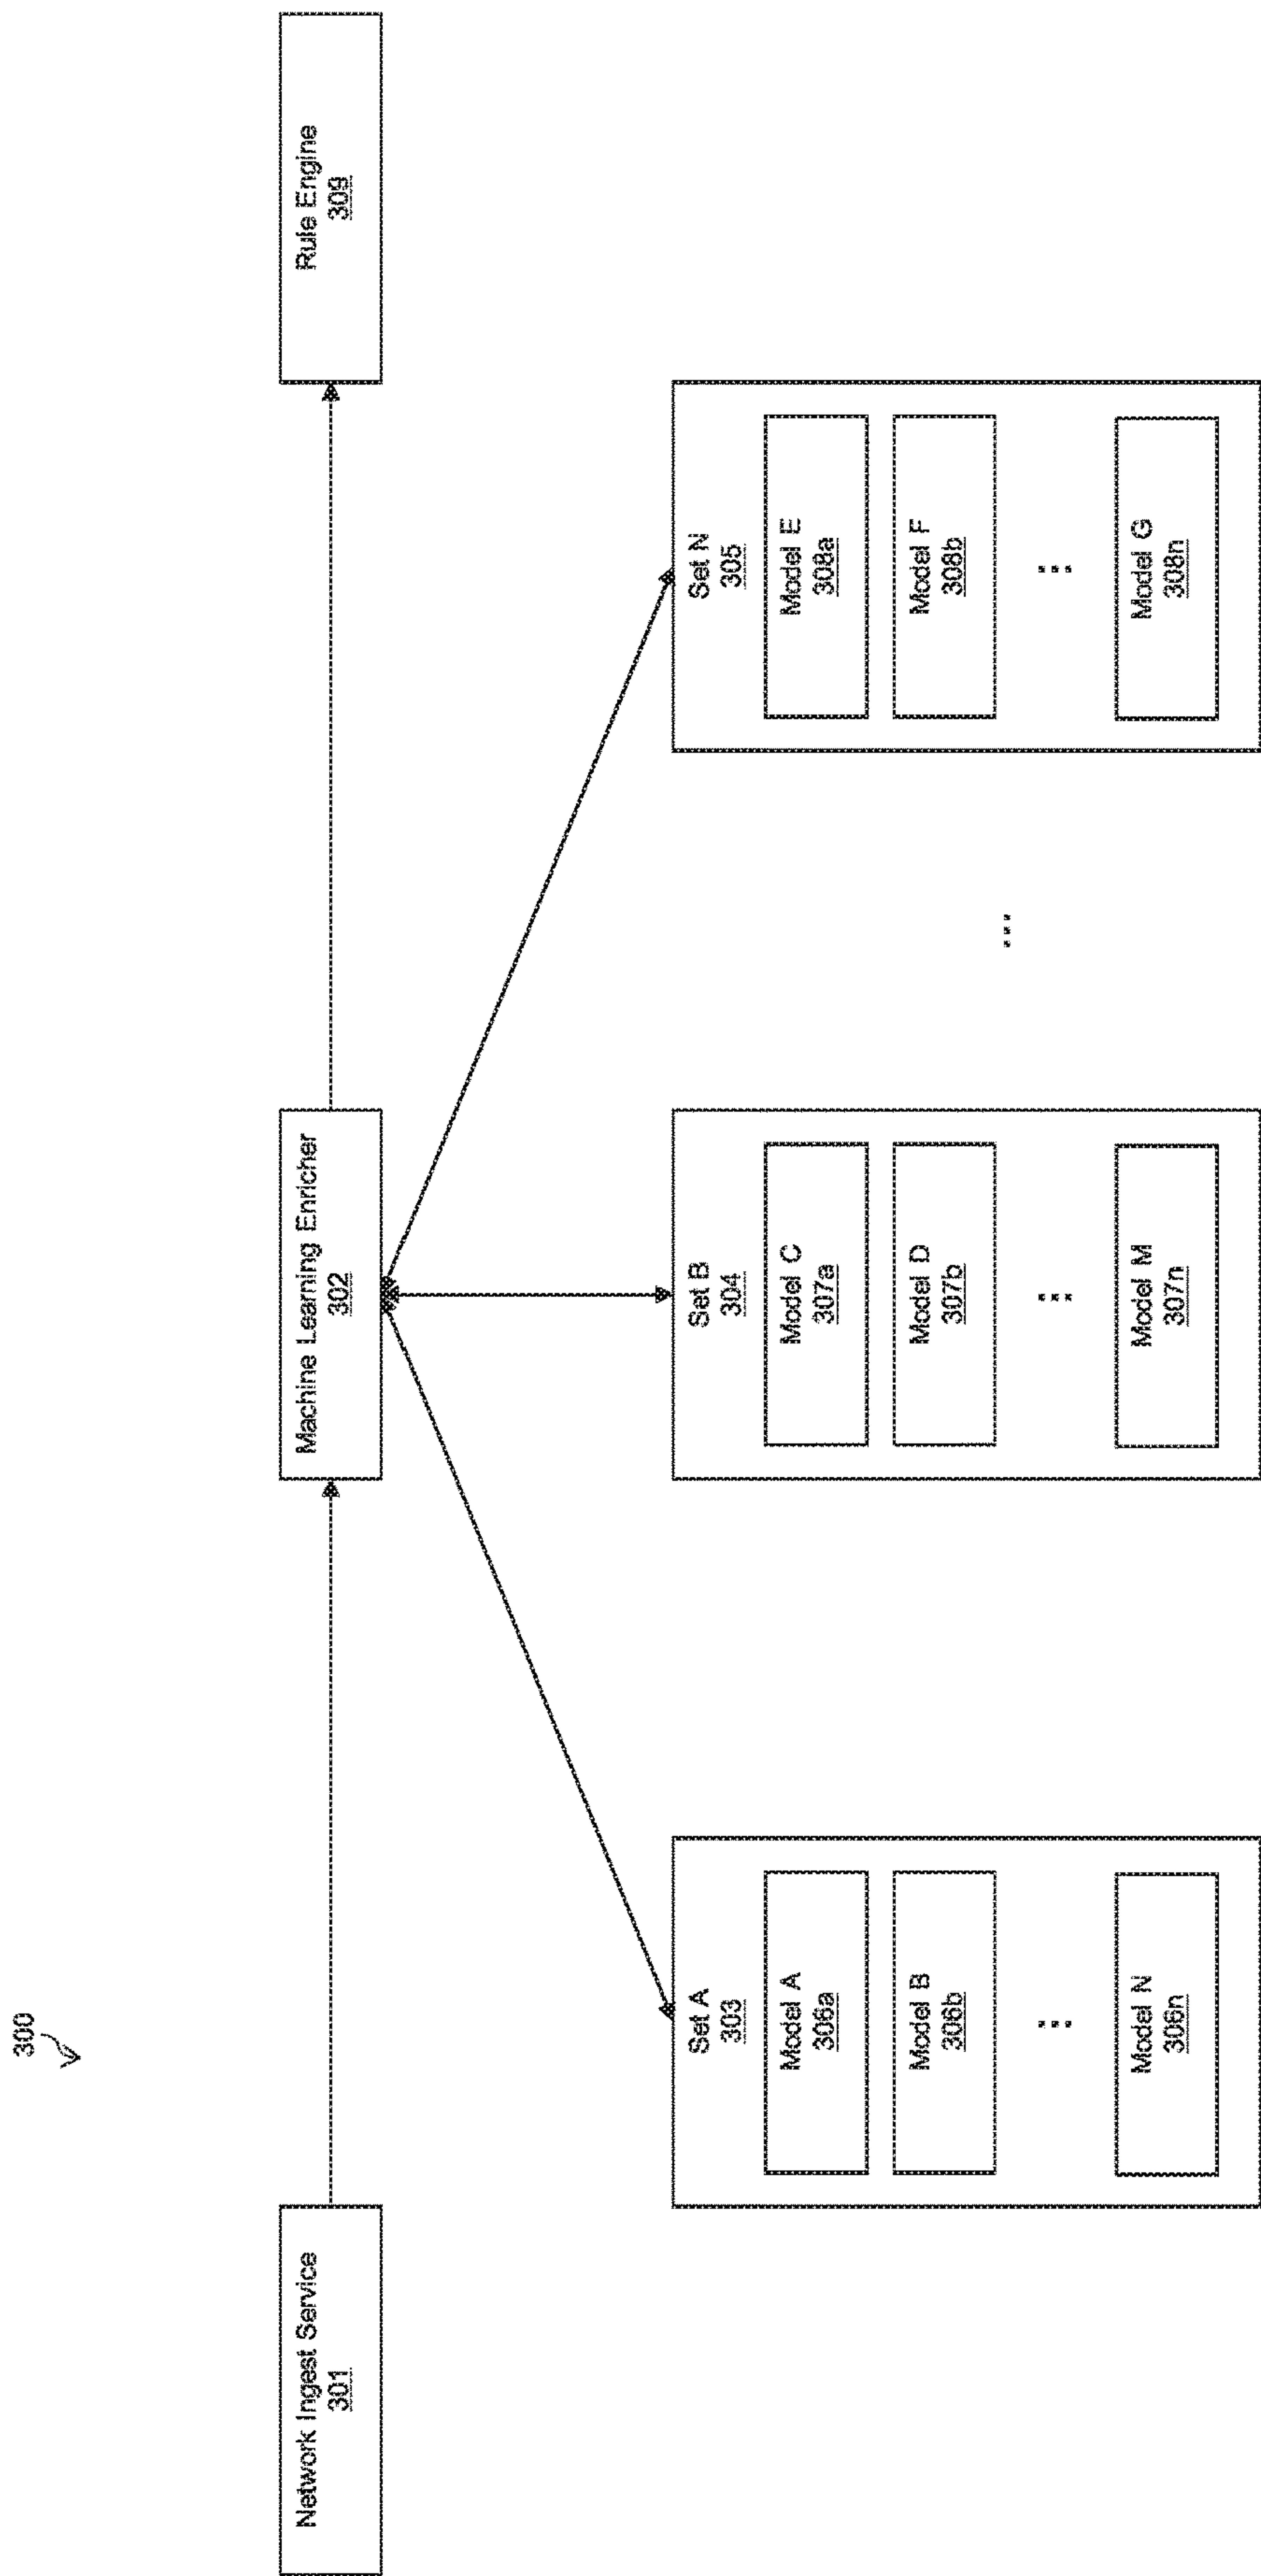 300
Network Ingest Service
301
Machine Learning Enricher
302
Rule Engine
309
Set A
303
Model A
306a
Model B
306b
...
Model N
306n
Set B
304
Model C
307a
Model D
307b
...
Model M
307n
...
Set N
305
Model E
308a
Model F
308b
...
Model G
308n